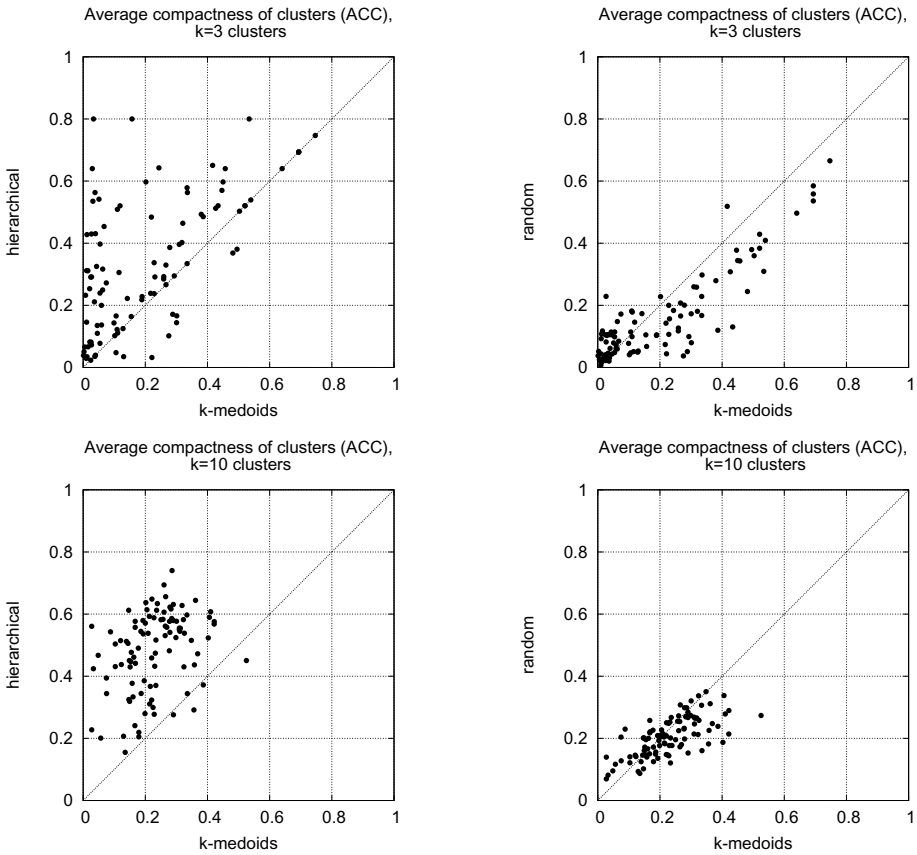 Average compactness of clusters (ACC),
k=3 clusters
1
0.8
0.6
0.4
0.2
0
hierarchical
0 0.2 0.4 0.6 0.8 1
k-medoids
Average compactness of clusters (ACC),
k=3 clusters
1
0.8
0.6
0.4
0.2
0
random
0 0.2 0.4 0.6 0.8 1
k-medoids
Average compactness of clusters (ACC),
k=10 clusters
1
0.8
0.6
0.4
0.2
0
hierarchical
0 0.2 0.4 0.6 0.8 1
k-medoids
Average compactness of clusters (ACC),
k=10 clusters
1
0.8
0.6
0.4
0.2
0
random
0 0.2 0.4 0.6 0.8 1
k-medoids